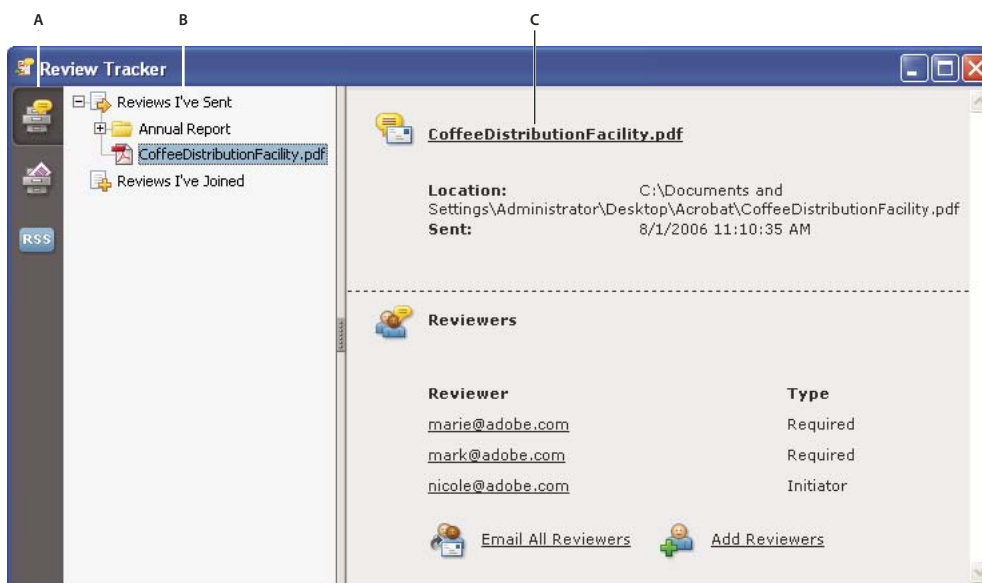 A B C
Review Tracker
Reviews I've Sent
Annual Report
CoffeeDistributionFacility.pdf
Reviews I've Joined
RSS
CoffeeDistributionFacility.pdf
Location: C:\Documents and
Settings\Administrator\Desktop\Acrobat\CoffeeDistributionFacility.pdf
Sent: 8/1/2006 11:10:35 AM
Reviewers
Reviewer Type
marie@adobe.com Required
mark@adobe.com Required
nicole@adobe.com Initiator
Email All Reviewers Add Reviewers